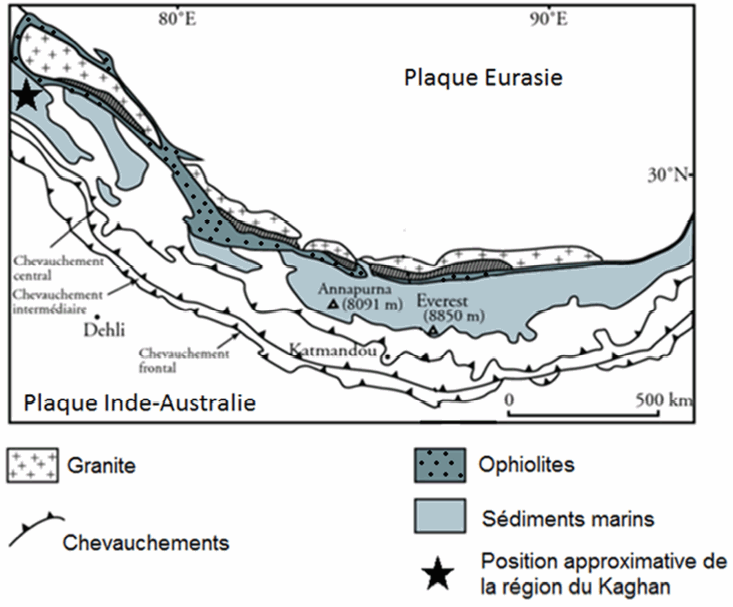 80°E
90°E
Plaque Eurasie
30°N
Chevauchement
central
Chevauchement
intermédiaire
Dehli
Annapurna
(8091 m)
Everest
(8850 m)
Chevauchement
frontal
Katmandou
Plaque Inde-Australie
0
500 km
Granite
Ophiolites
Chevauchements
Sédiments marins
Position approximative de
la région du Kaghan